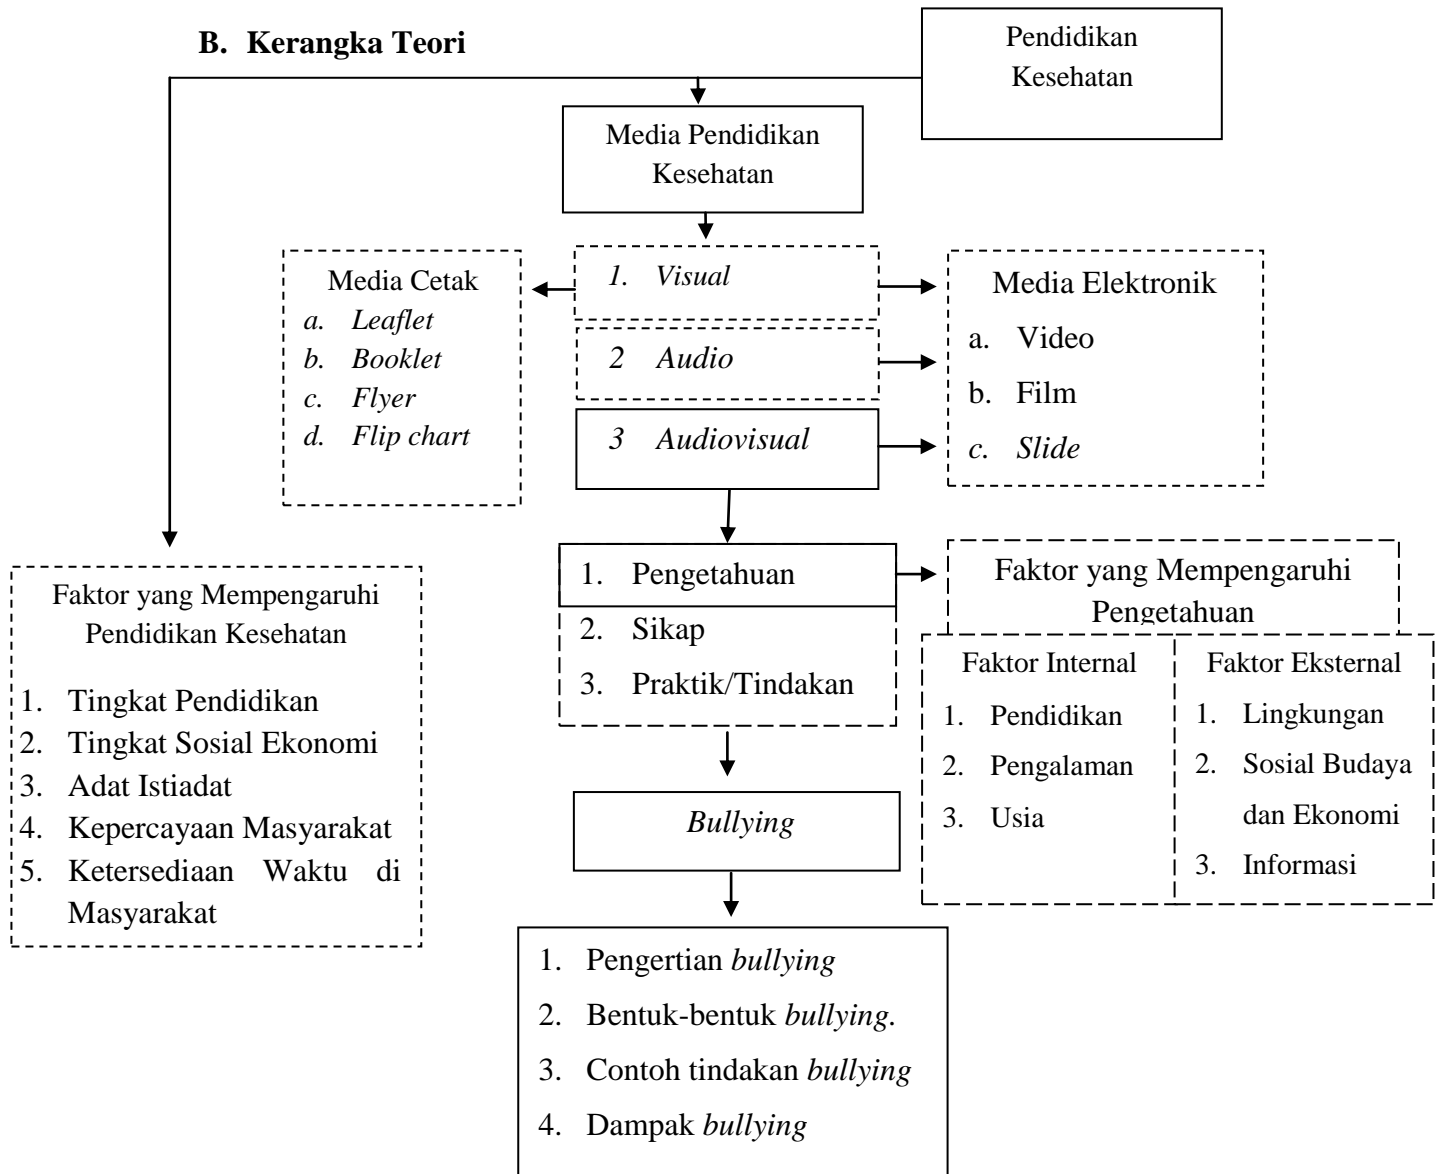 B. Kerangka Teori
Pendidikan
Kesehatan
Media Pendidikan
Kesehatan
Media Cetak
a. Leaflet
b. Booklet
c. Flyer
d. Flip chart
1. Visual
2 Audio
3 Audiovisual
Media Elektronik
a. Video
b. Film
c. Slide
Faktor yang Mempengaruhi
Pendidikan Kesehatan
1. Tingkat Pendidikan
2. Tingkat Sosial Ekonomi
3. Adat Istiadat
4. Kepercayaan Masyarakat
5. Ketersediaan Waktu di
Masyarakat
1. Pengetahuan
2. Sikap
3. Praktik/Tindakan
Faktor yang Mempengaruhi
Pengetahuan
Faktor Internal
1. Pendidikan
2. Pengalaman
3. Usia
Faktor Eksternal
1. Lingkungan
2. Sosial Budaya
dan Ekonomi
3. Informasi
Bullying
1. Pengertian bullying
2. Bentuk-bentuk bullying.
3. Contoh tindakan bullying
4. Dampak bullying